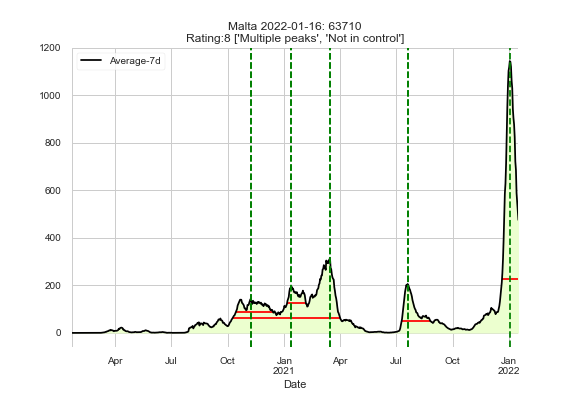 Malta 2022-01-16: 63710
Rating:8 ['Multiple peaks', 'Not in control']
Average-7d
1200
1000
800
600
400
200
0
Apr Jul Oct Jan Apr Jul Oct Jan
2021 2022
Date